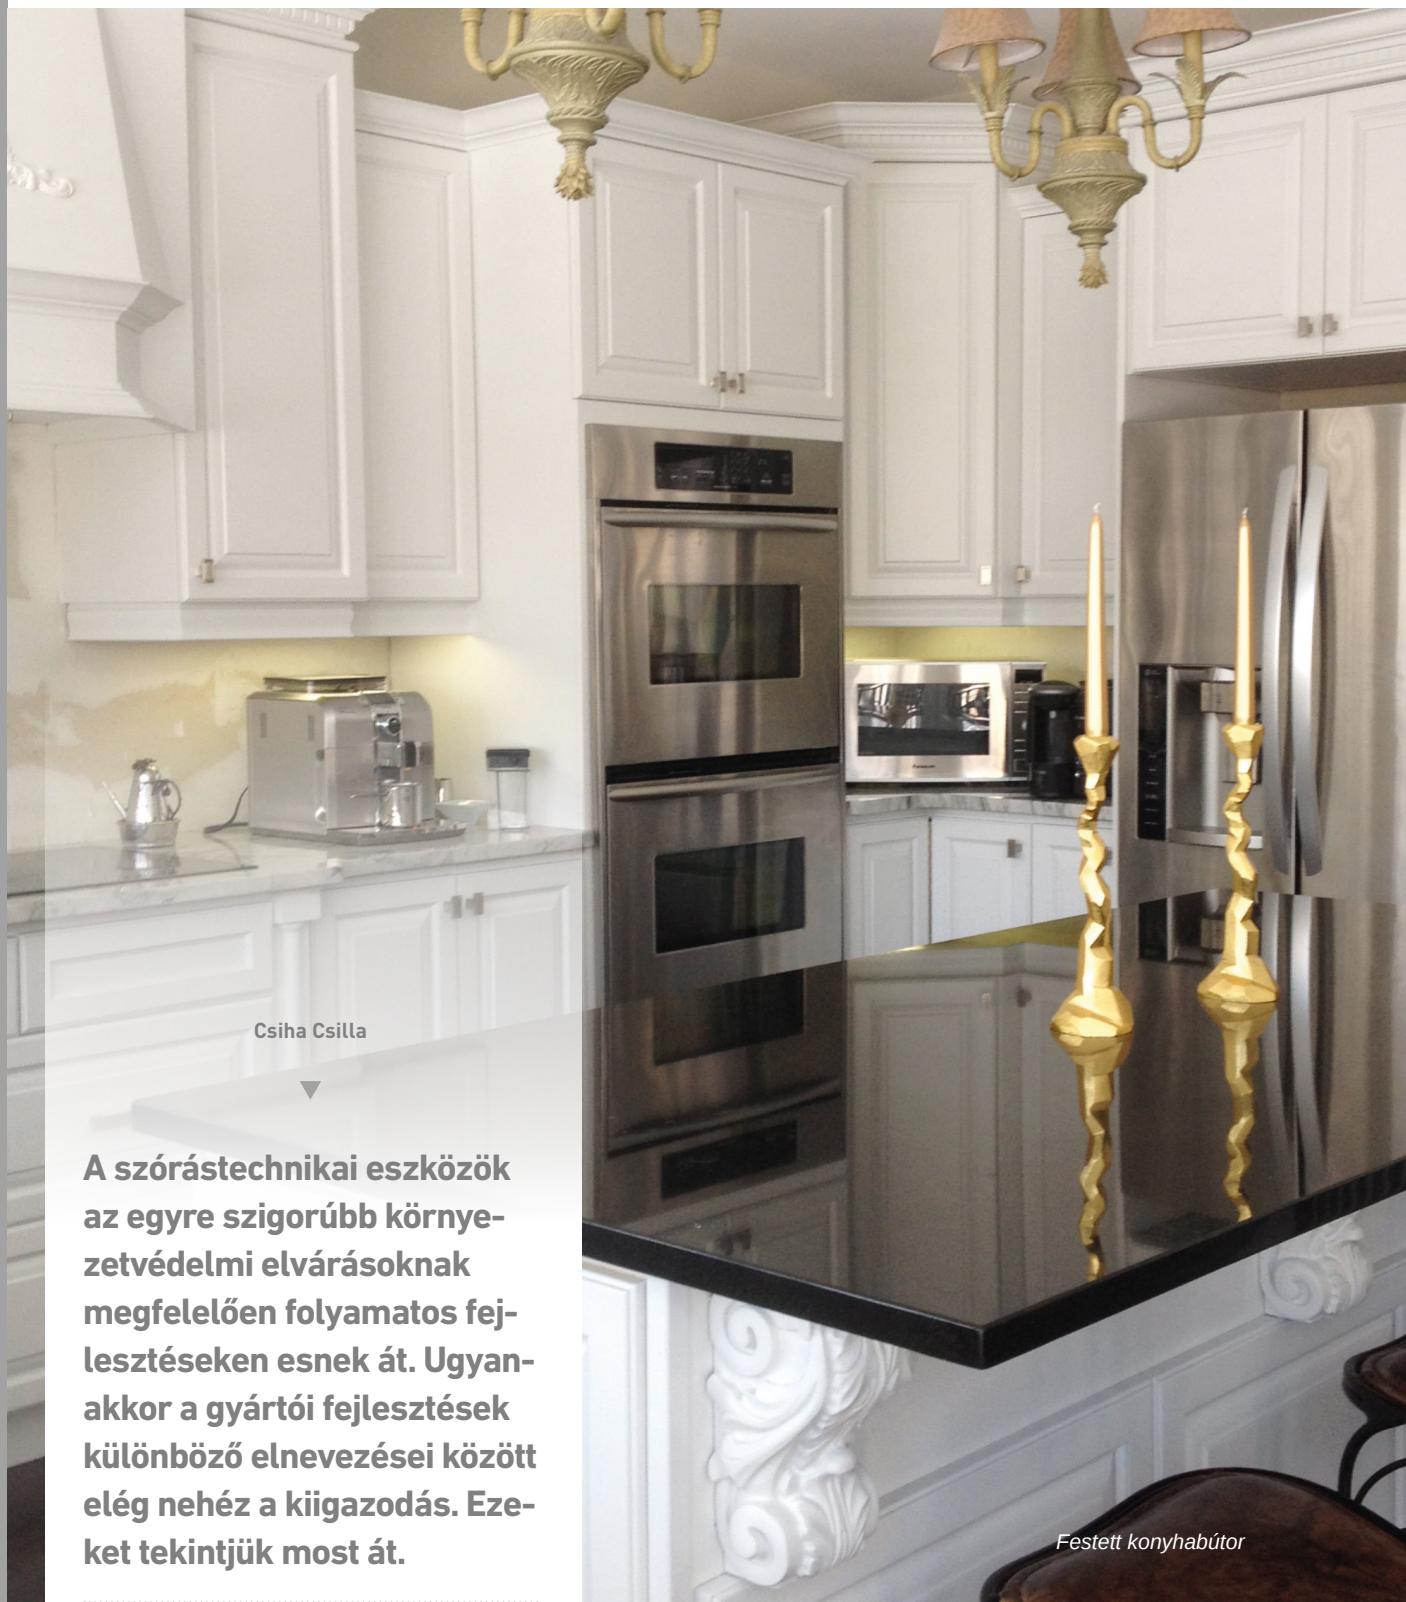 Csiha Csilla
A szórástechnikai eszközök
az egyre szigorúbb környe-
zetvédelmi elvárásoknak
megfelelően folyamatos fej-
lesztéseken esnek át. Ugyan-
akkor a gyártói fejlesztések
különböző elnevezései között
elég nehéz a kiigazodás. Eze-
ket tekintjük most át.
Festett konyhabútor